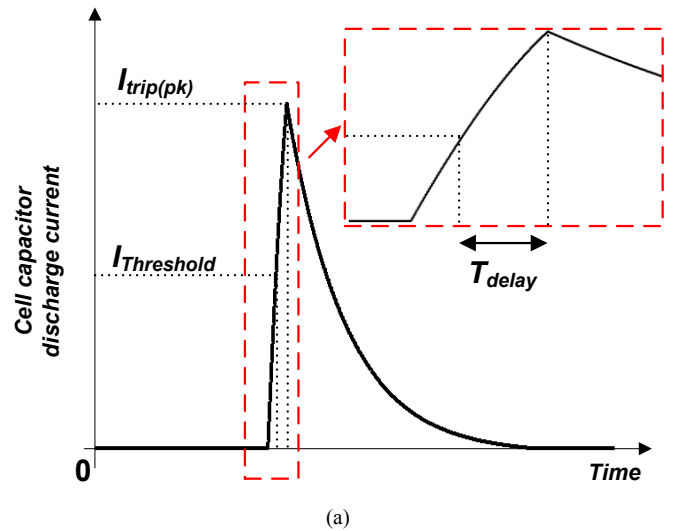 I_trip(pk)
I_Threshold
T_delay
Cell capacitor
discharge current
0
Time
(a)